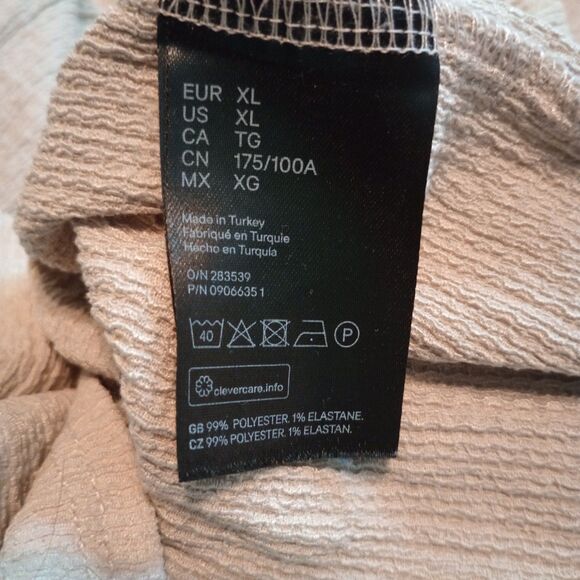 EUR XL
US XL
CA TG
CN 175/100A
MX XG
Made in Turkey
Fabriqué en Turquie
Hecho en Turquía
O/N 283539
P/N 09066351
40 P
clevercare.info
GB 99% POLYESTER. 1% ELASTANE.
CZ 99% POLYESTER. 1% ELASTAN.